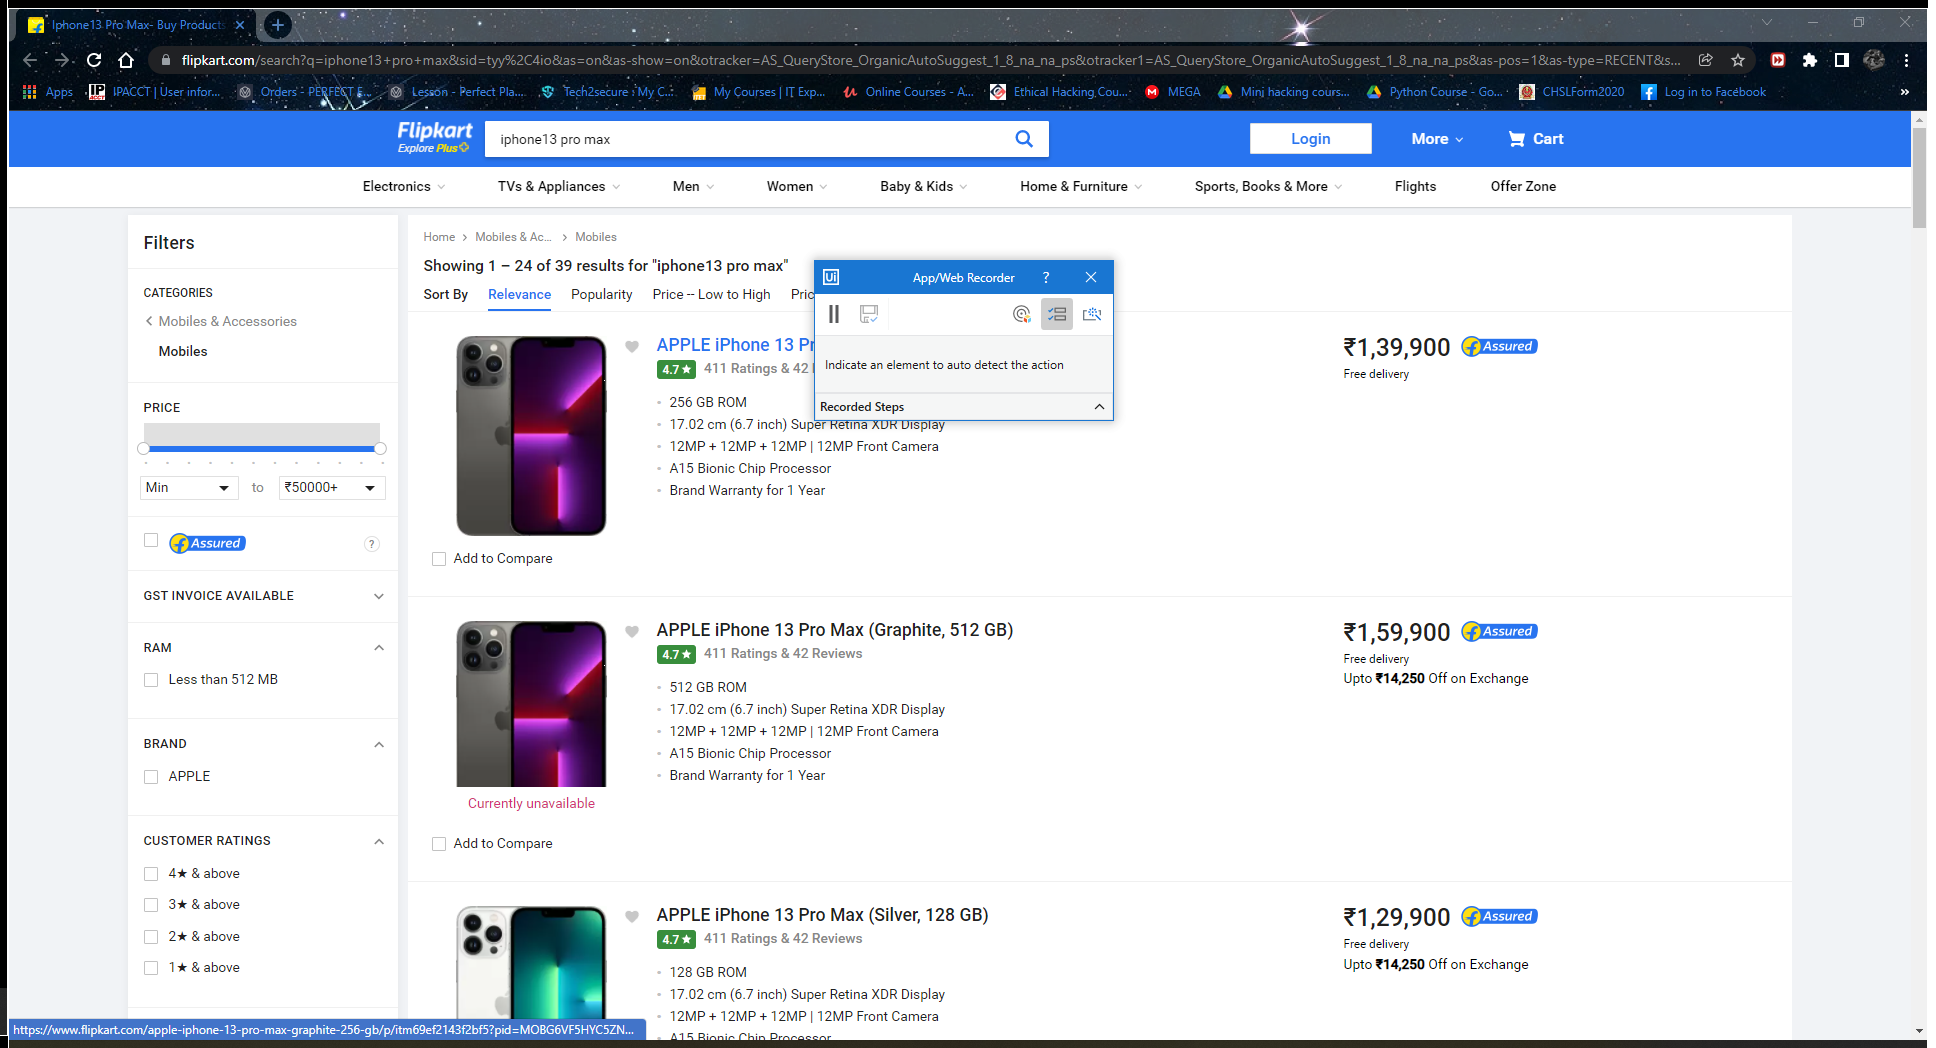 Iphone13 Pro Max- Buy Products
flipkart.com/search?q=iphone13+pro+max&sid=tyy%2C4io&as=on&as-show=on&otracker=AS_QueryStore_OrganicAutoSuggest_1_8_na_na_ps&otracker1=AS_QueryStore_OrganicAutoSuggest_1_8_na_na_ps&as-pos=1&as-type=RECENT&s...
Apps IPACCT | User infor... Orders - PERFECT E... Lesson - Perfect Pla... Tech2secure : My C... My Courses | IT Exp... Online Courses - A... Ethical Hacking Cou... MEGA Mini hacking cours... Python Course - Go... CHSLForm2020 Log in to Facebook »
Flipkart
Explore Plus
iphone13 pro max
Login More Cart
Electronics TVs & Appliances Men Women Baby & Kids Home & Furniture Sports, Books & More Flights Offer Zone
Filters
CATEGORIES
Mobiles & Accessories
Mobiles
PRICE
Min to ₹50000+
Assured ?
GST INVOICE AVAILABLE
RAM
Less than 512 MB
BRAND
APPLE
CUSTOMER RATINGS
4★ & above
3★ & above
2★ & above
1★ & above
Home > Mobiles & Ac... > Mobiles
Showing 1 – 24 of 39 results for "iphone13 pro max"
Sort By Relevance Popularity Price -- Low to High Pric
Ui App/Web Recorder ?
Indicate an element to auto detect the action
Recorded Steps
APPLE iPhone 13 Pr
4.7★ 411 Ratings & 42
256 GB ROM
17.02 cm (6.7 inch) Super Retina XDR Display
12MP + 12MP + 12MP | 12MP Front Camera
A15 Bionic Chip Processor
Brand Warranty for 1 Year
₹1,39,900 Assured
Free delivery
Add to Compare
APPLE iPhone 13 Pro Max (Graphite, 512 GB)
4.7★ 411 Ratings & 42 Reviews
512 GB ROM
17.02 cm (6.7 inch) Super Retina XDR Display
12MP + 12MP + 12MP | 12MP Front Camera
A15 Bionic Chip Processor
Brand Warranty for 1 Year
₹1,59,900 Assured
Free delivery
Upto ₹14,250 Off on Exchange
Currently unavailable
Add to Compare
APPLE iPhone 13 Pro Max (Silver, 128 GB)
4.7★ 411 Ratings & 42 Reviews
128 GB ROM
17.02 cm (6.7 inch) Super Retina XDR Display
12MP + 12MP + 12MP | 12MP Front Camera
A15 Bionic Chip Processor
₹1,29,900 Assured
Free delivery
Upto ₹14,250 Off on Exchange
https://www.flipkart.com/apple-iphone-13-pro-max-graphite-256-gb/p/itm69ef2143f2bf5?pid=MOBG6VF5HYC5ZN...